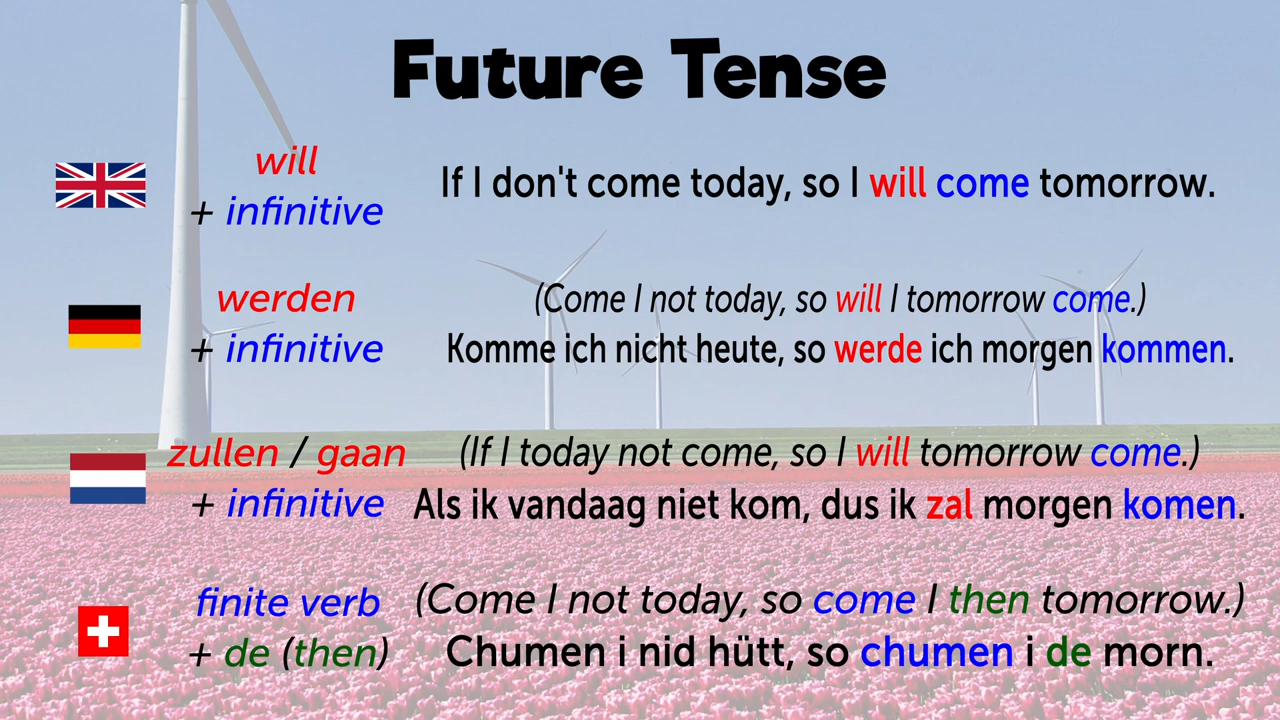 Future Tense
will
+ infinitive
If I don't come today, so I will come tomorrow.
werden
+ infinitive
(Come I not today, so will I tomorrow come.)
Komme ich nicht heute, so werde ich morgen kommen.
zullen / gaan
+ infinitive
(If I today not come, so I will tomorrow come.)
Als ik vandaag niet kom, dus ik zal morgen komen.
finite verb
+ de (then)
(Come I not today, so come I then tomorrow.)
Chumen i nid hütt, so chumen i de morn.